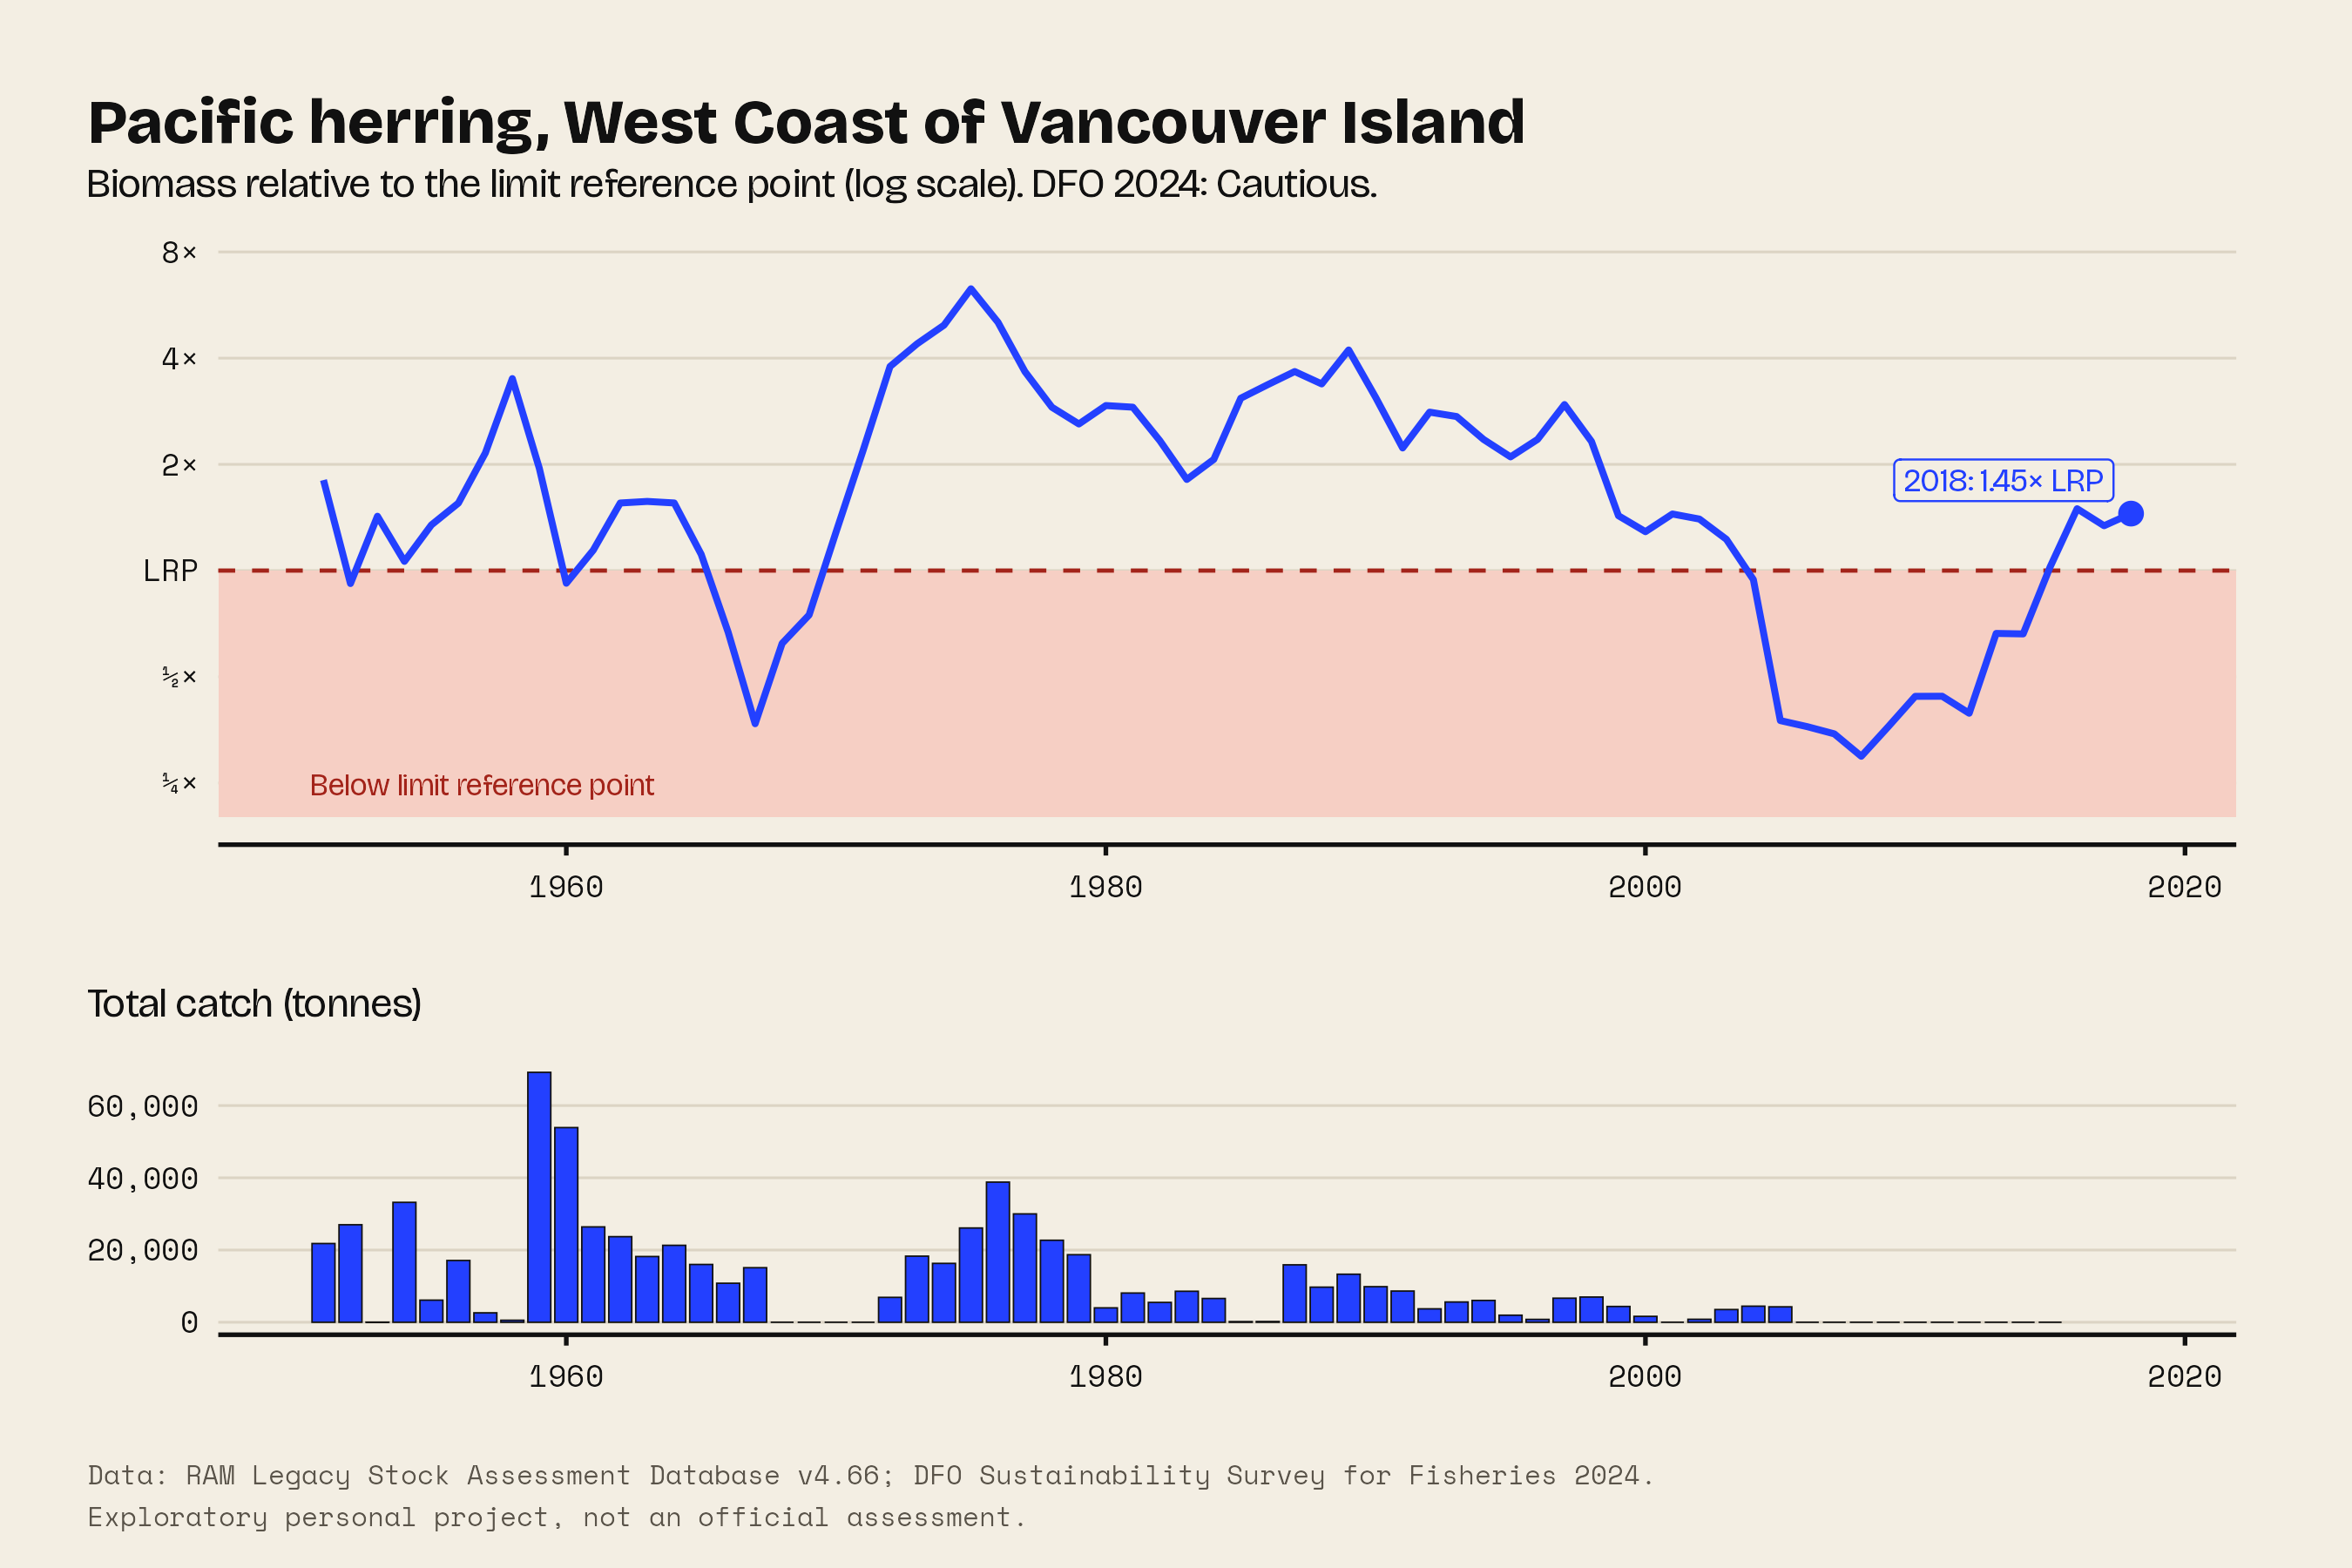 Pacific herring, West Coast of Vancouver Island
Biomass relative to the limit reference point (log scale). DFO 2024: Cautious.
8×
4×
2×
2018: 1.45× LRP
LRP
½×
¼×
Below limit reference point
1960 1980 2000 2020
Total catch (tonnes)
60,000
40,000
20,000
0
1960 1980 2000 2020
Data: RAM Legacy Stock Assessment Database v4.66; DFO Sustainability Survey for Fisheries 2024.
Exploratory personal project, not an official assessment.